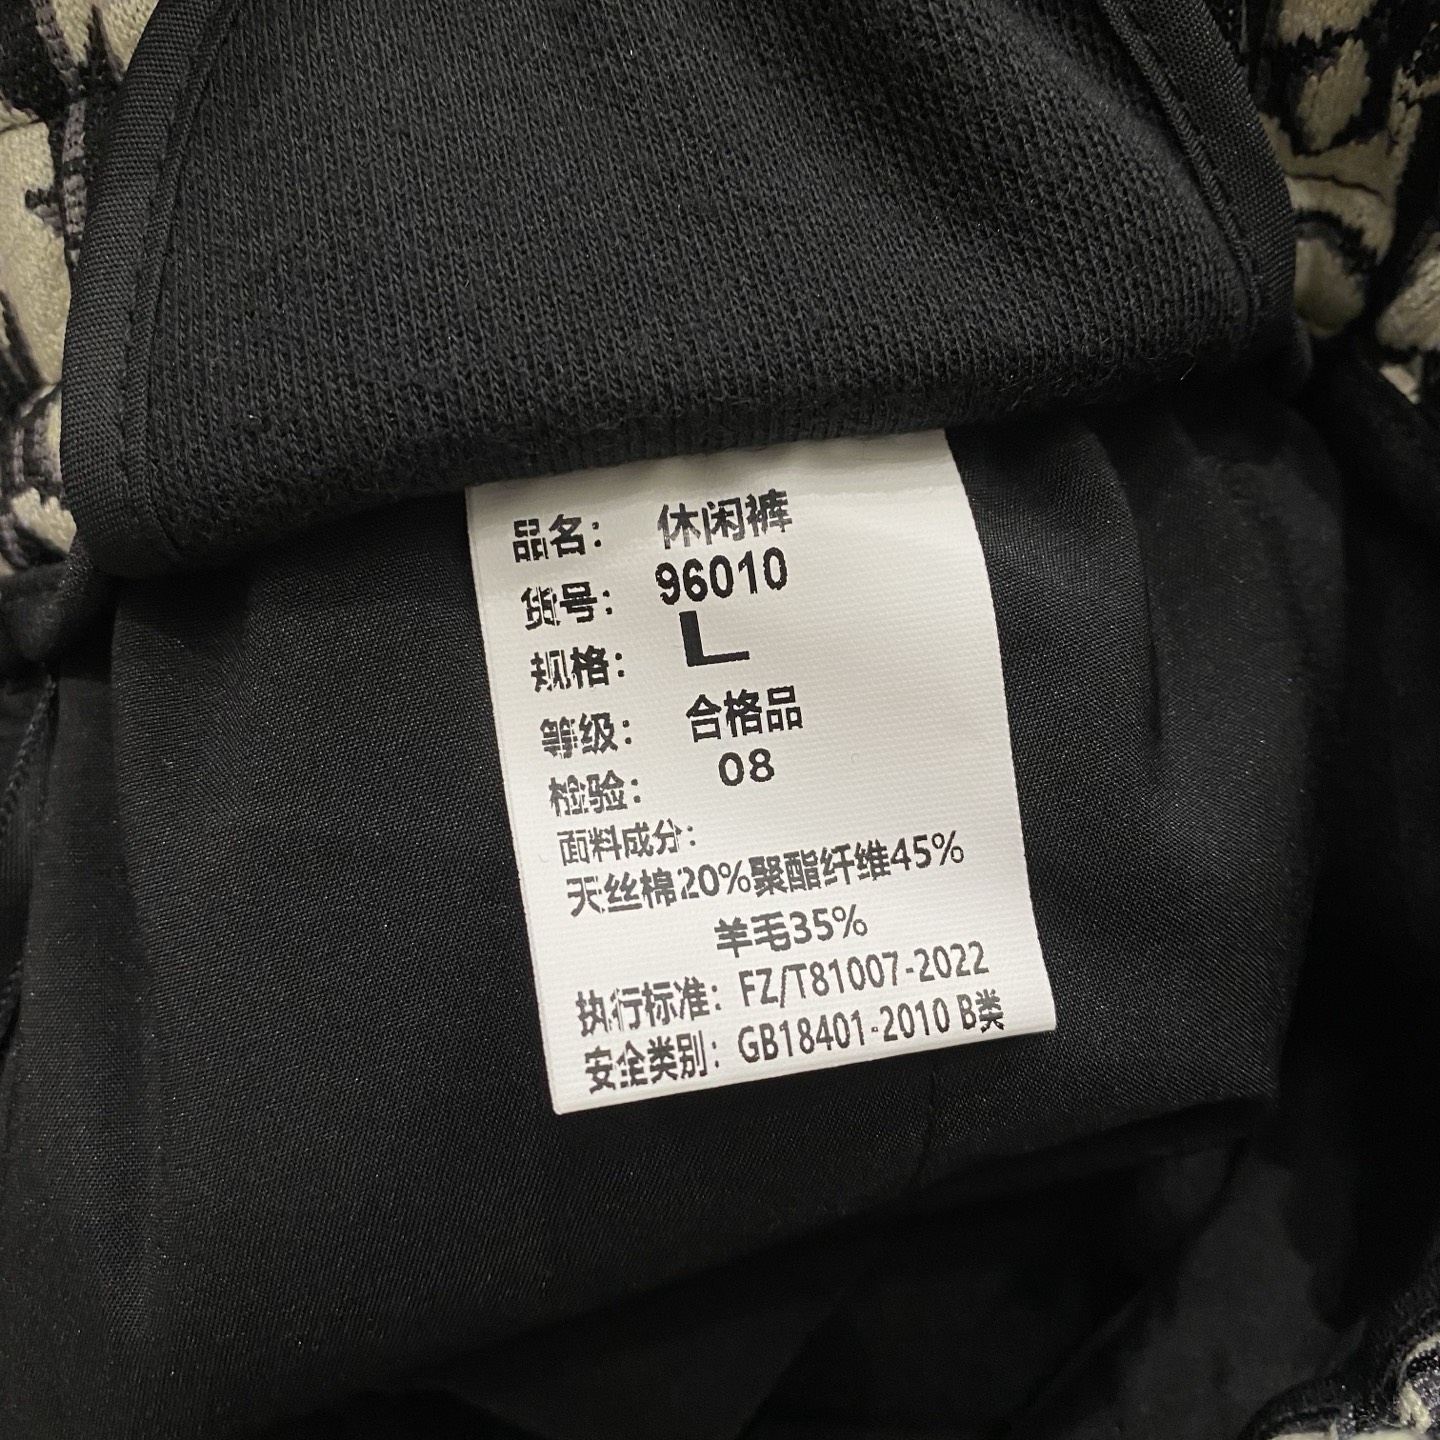 品名： 休闲裤
货号： 96010
规格： L
等级： 合格品
检验： 08
面料成分：
天丝棉20%聚酯纤维45%
羊毛35%
执行标准：FZ/T81007-2022
安全类别：GB18401-2010 B类